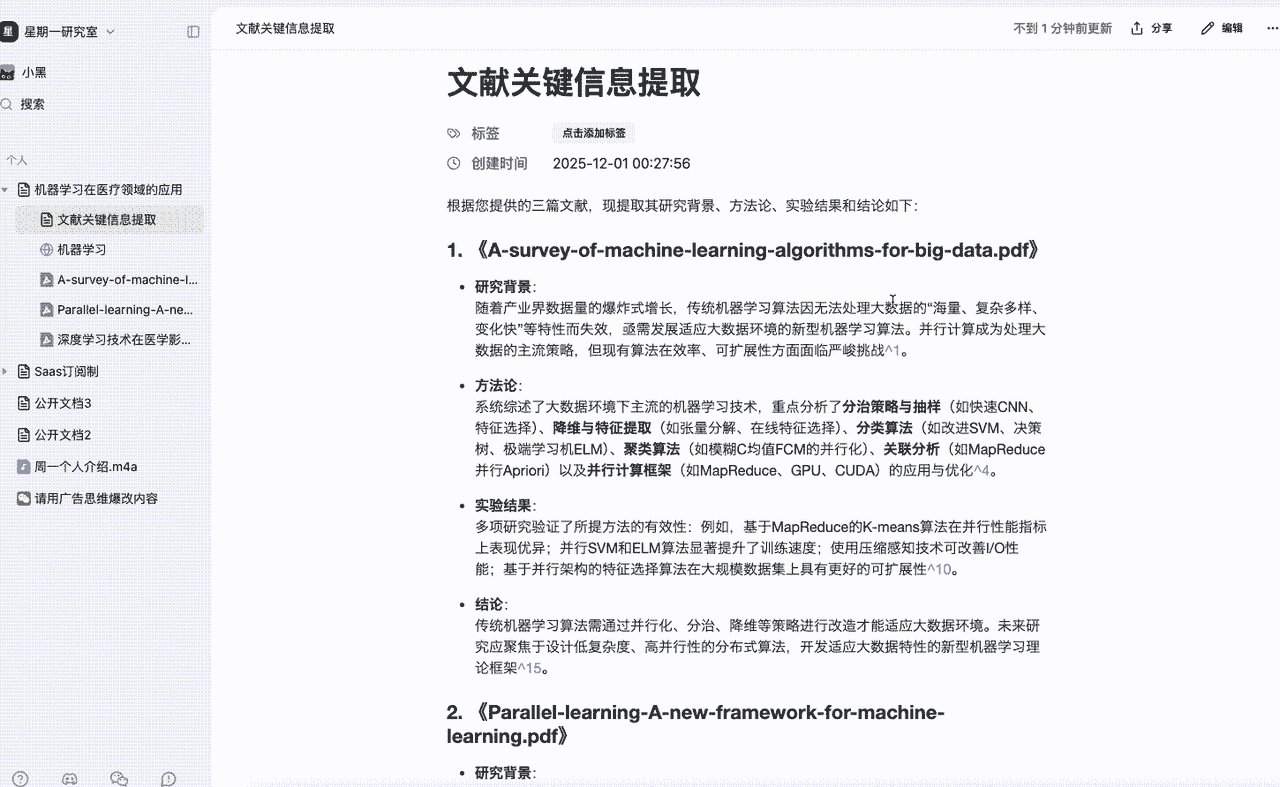 星 星期一研究室
小黑
搜索
个人
机器学习在医疗领域的应用
文献关键信息提取
机器学习
A-survey-of-machine-l...
Parallel-learning-A-ne...
深度学习技术在医学影...
Saas订阅制
公开文档3
公开文档2
周一个人介绍.m4a
请用广告思维爆改内容
文献关键信息提取
不到 1 分钟前更新 分享 编辑
文献关键信息提取
标签 点击添加标签
创建时间 2025-12-01 00:27:56
根据您提供的三篇文献，现提取其研究背景、方法论、实验结果和结论如下：
1. 《A-survey-of-machine-learning-algorithms-for-big-data.pdf》
• 研究背景：
随着产业界数据量的爆炸式增长，传统机器学习算法因无法处理大数据的“海量、复杂多样、
变化快”等特性而失效，亟需发展适应大数据环境的新型机器学习算法。并行计算成为处理大
数据的主流策略，但现有算法在效率、可扩展性方面面临严峻挑战^1。
• 方法论：
系统综述了大数据环境下主流的机器学习技术，重点分析了分治策略与抽样（如快速CNN、
特征选择）、降维与特征提取（如张量分解、在线特征选择）、分类算法（如改进SVM、决策
树、极端学习机ELM）、聚类算法（如模糊C均值FCM的并行化）、关联分析（如MapReduce
并行Apriori）以及并行计算框架（如MapReduce、GPU、CUDA）的应用与优化^4。
• 实验结果：
多项研究验证了所提方法的有效性：例如，基于MapReduce的K-means算法在并行性能指标
上表现优异；并行SVM和ELM算法显著提升了训练速度；使用压缩感知技术可改善I/O性
能；基于并行架构的特征选择算法在大规模数据集上具有更好的可扩展性^10。
• 结论：
传统机器学习算法需通过并行化、分治、降维等策略进行改造才能适应大数据环境。未来研
究应聚焦于设计低复杂度、高并行性的分布式算法，开发适应大数据特性的新型机器学习理
论框架^15。
2. 《Parallel-learning-A-new-framework-for-machine-
learning.pdf》
• 研究背景：